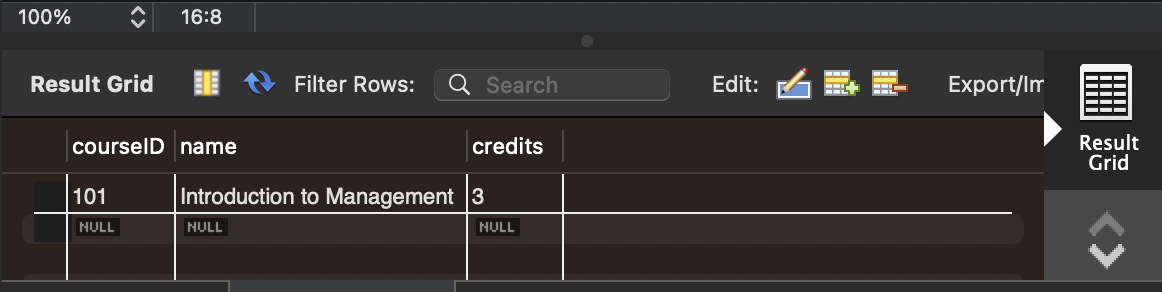 100% 16:8
Result Grid Filter Rows: Search Edit: Export/Im
Result
Grid
courseID name credits
101 Introduction to Management 3
NULL NULL NULL